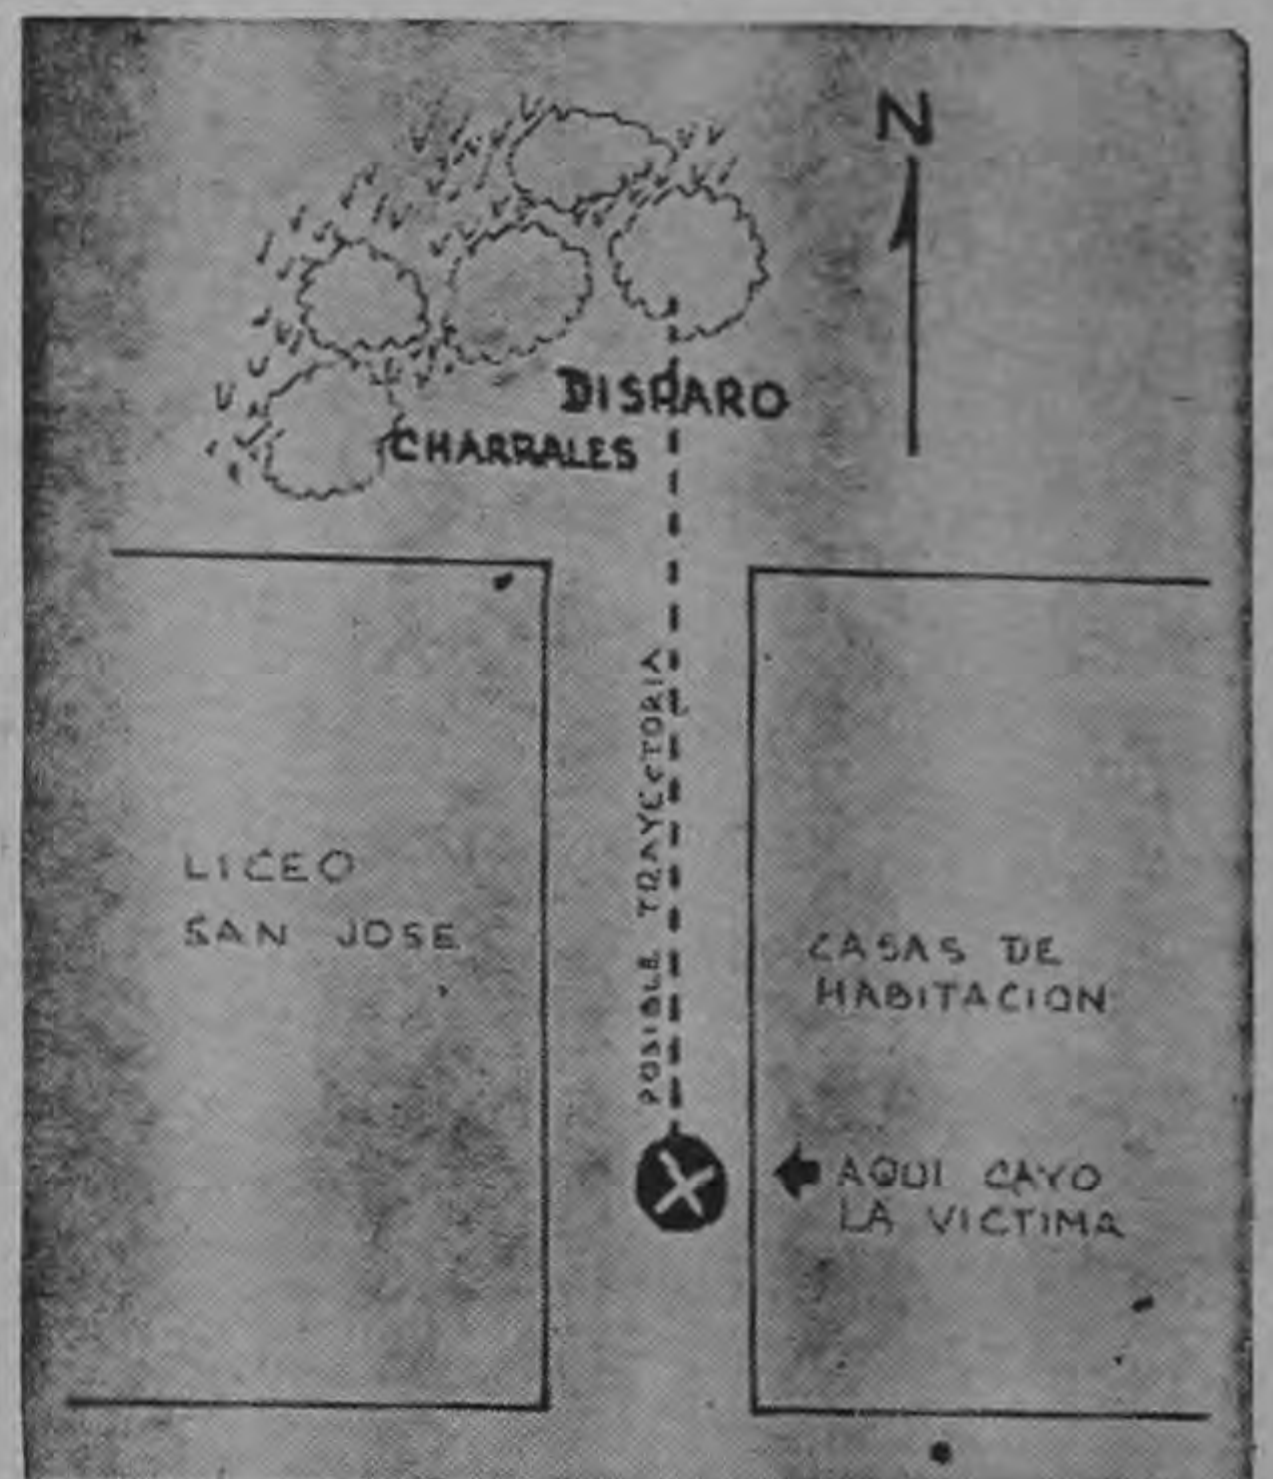 N
DISPARO
CHARRALES
POSIBLE TRAYECTORIA
LICEO
SAN JOSE
CASAS DE
HABITACION
AQUI CAYO
LA VICTIMA